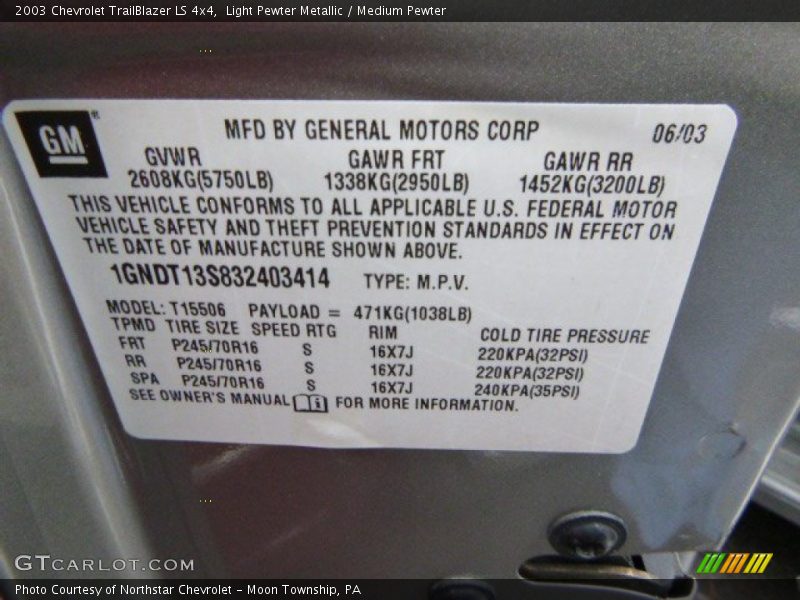 2003 Chevrolet TrailBlazer LS 4x4, Light Pewter Metallic / Medium Pewter
GM
MFD BY GENERAL MOTORS CORP 06/03
GVWR GAWR FRT GAWR RR
2608KG(5750LB) 1338KG(2950LB) 1452KG(3200LB)
THIS VEHICLE CONFORMS TO ALL APPLICABLE U.S. FEDERAL MOTOR
VEHICLE SAFETY AND THEFT PREVENTION STANDARDS IN EFFECT ON
THE DATE OF MANUFACTURE SHOWN ABOVE.
1GNDT13S832403414 TYPE: M.P.V.
MODEL: T15506 PAYLOAD = 471KG(1038LB)
TPMD TIRE SIZE SPEED RTG RIM COLD TIRE PRESSURE
FRT P245/70R16 S 16X7J 220KPA(32PSI)
RR P245/70R16 S 16X7J 220KPA(32PSI)
SPA P245/70R16 S 16X7J 240KPA(35PSI)
SEE OWNER'S MANUAL FOR MORE INFORMATION.
GTCARLOT.COM
Photo Courtesy of Northstar Chevrolet - Moon Township, PA